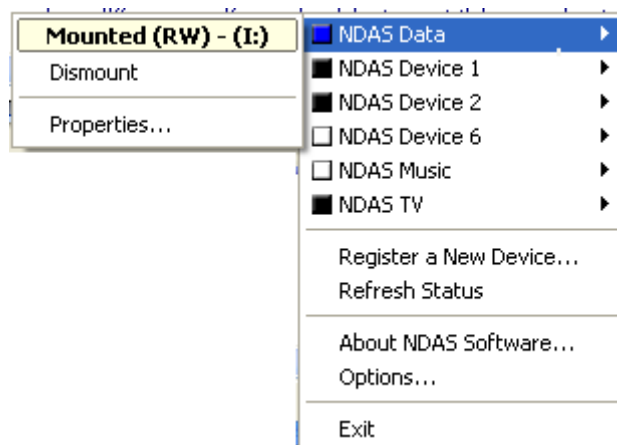 Mounted (RW) - (I:)
Dismount
Properties...
NDAS Data
NDAS Device 1
NDAS Device 2
NDAS Device 6
NDAS Music
NDAS TV
Register a New Device...
Refresh Status
About NDAS Software...
Options...
Exit